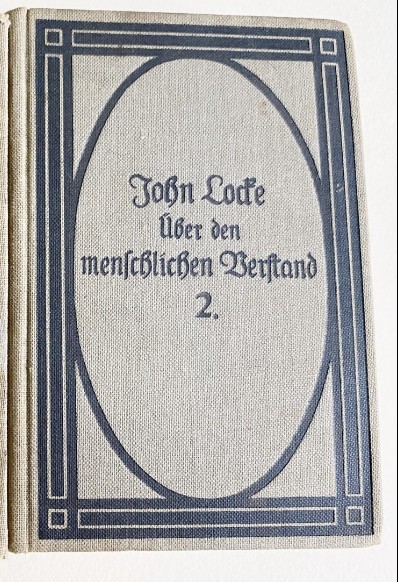 John Locke
Über den
menschlichen Verstand
2.